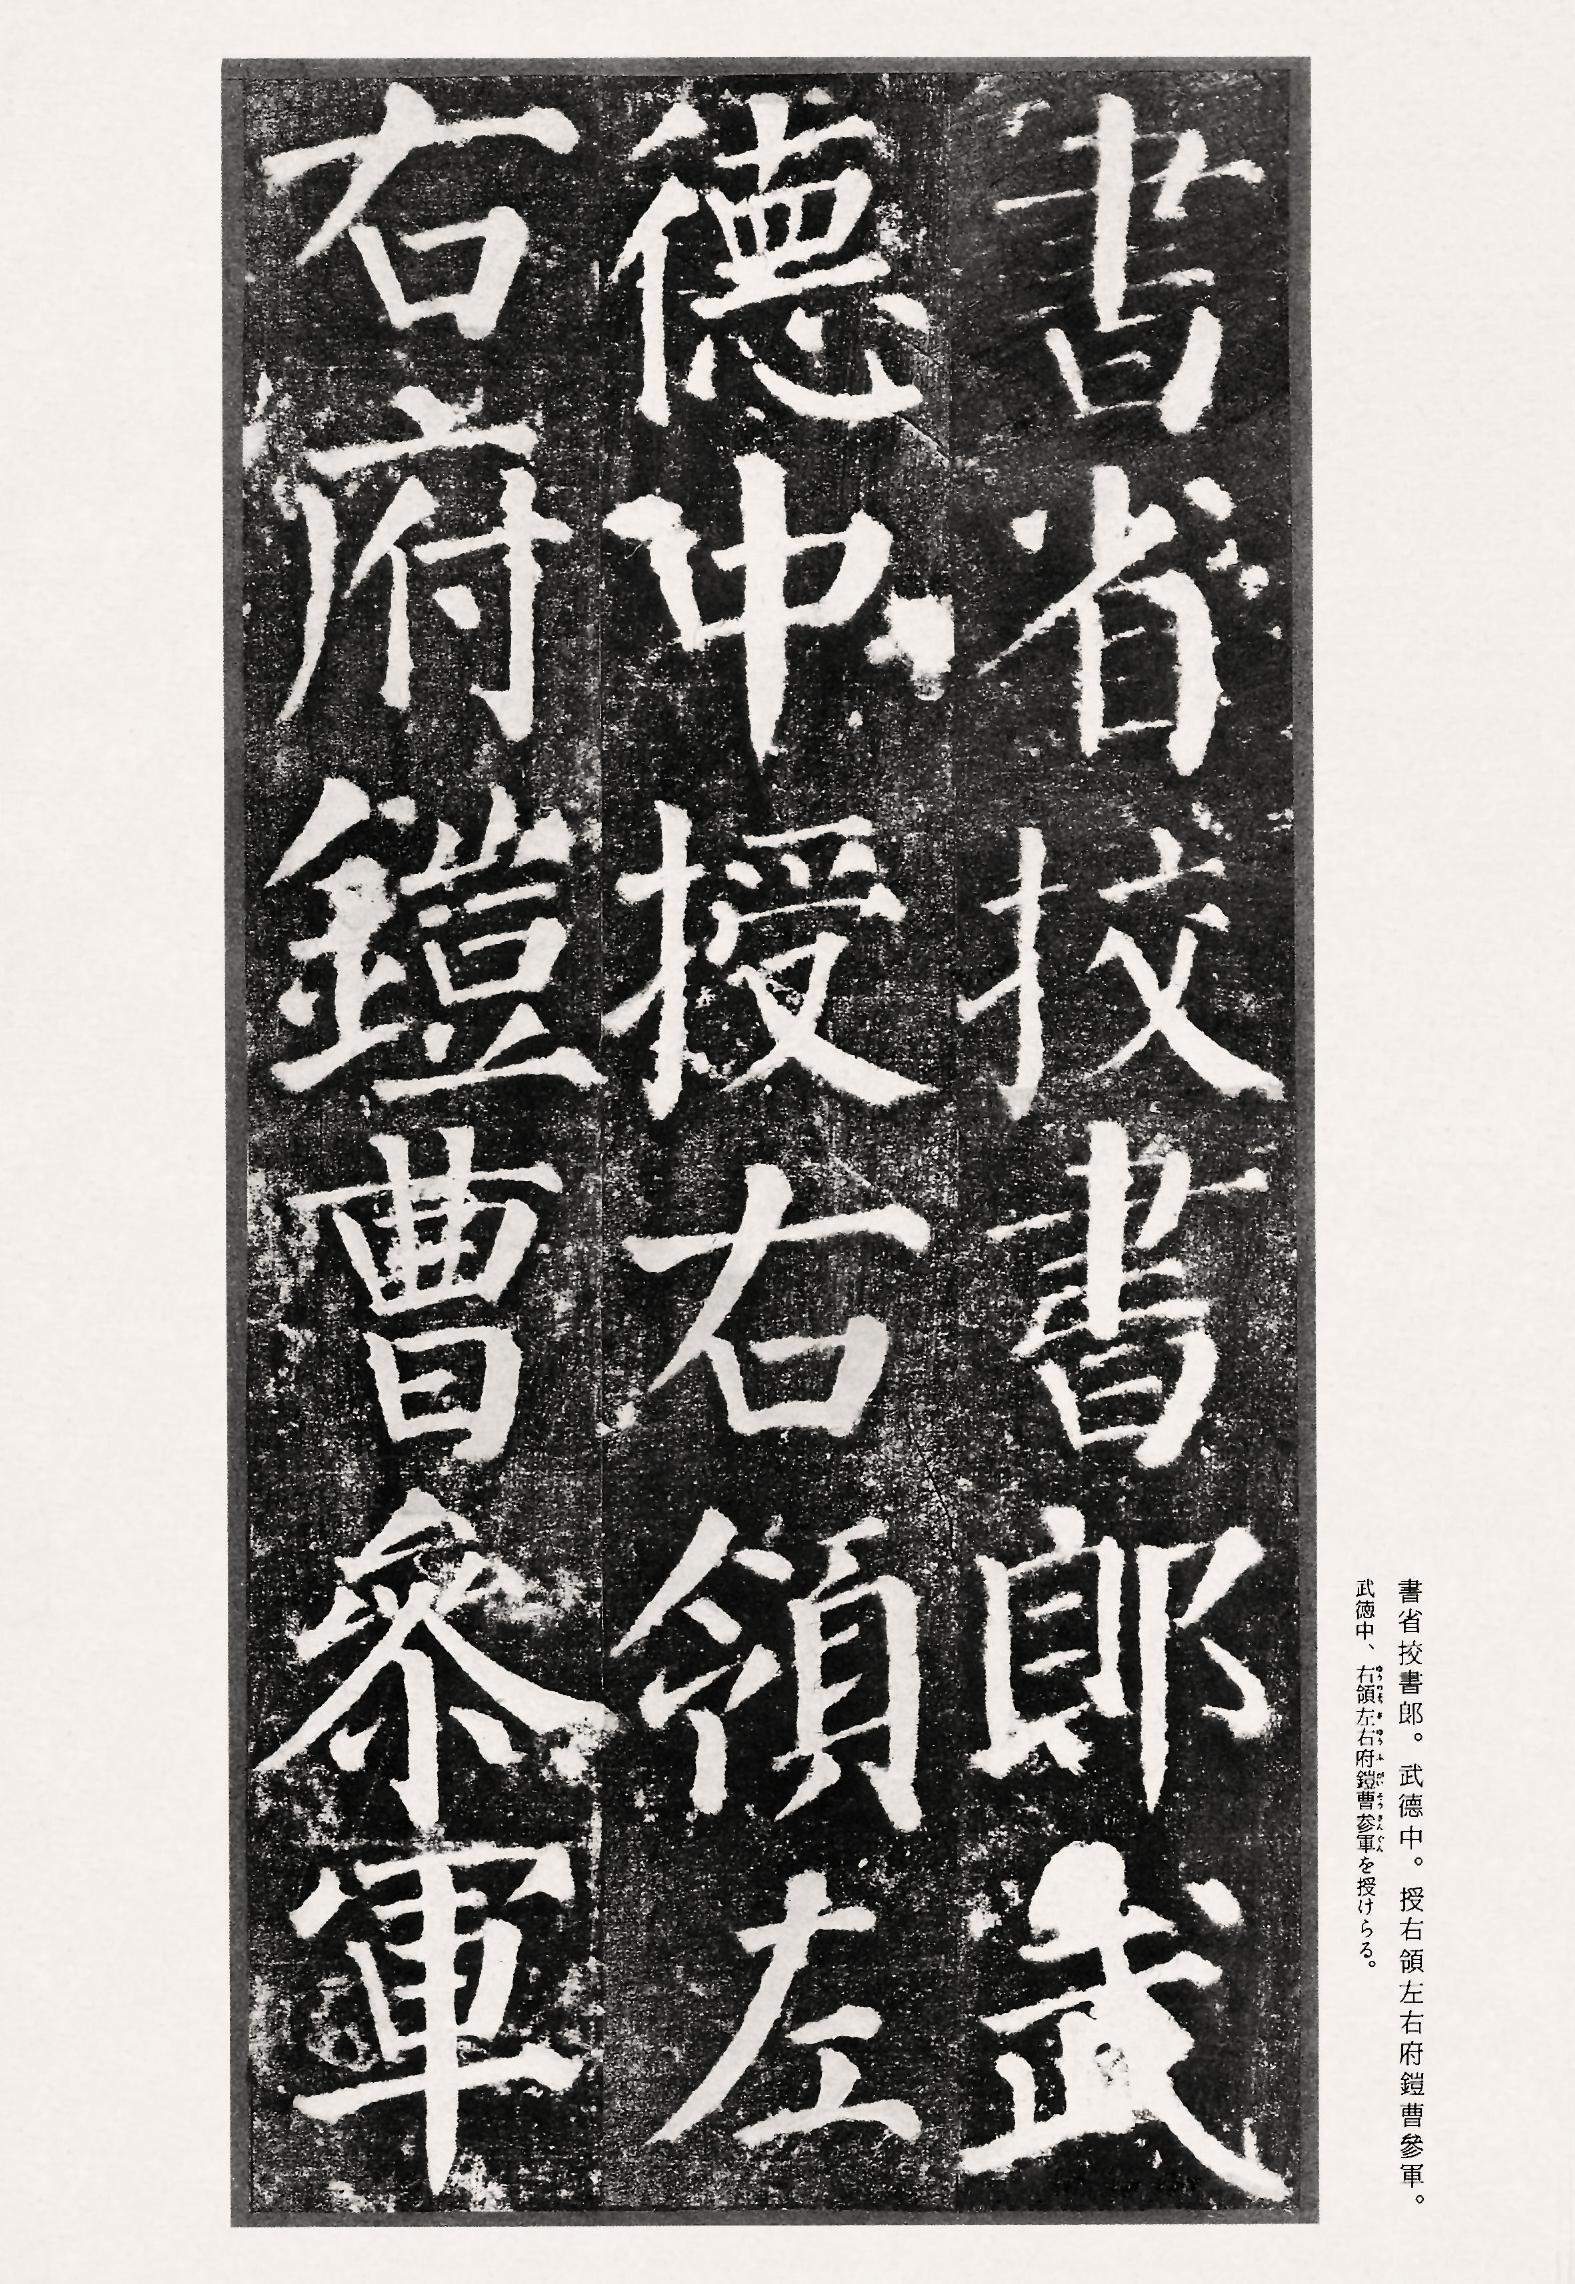 書省挍書郎武
德中授右領左
右府鎧曹參軍
書省挍書郎。武德中。授右領左右府鎧曹參軍。
武徳中、右領左右府鎧曹参軍を授けらる。